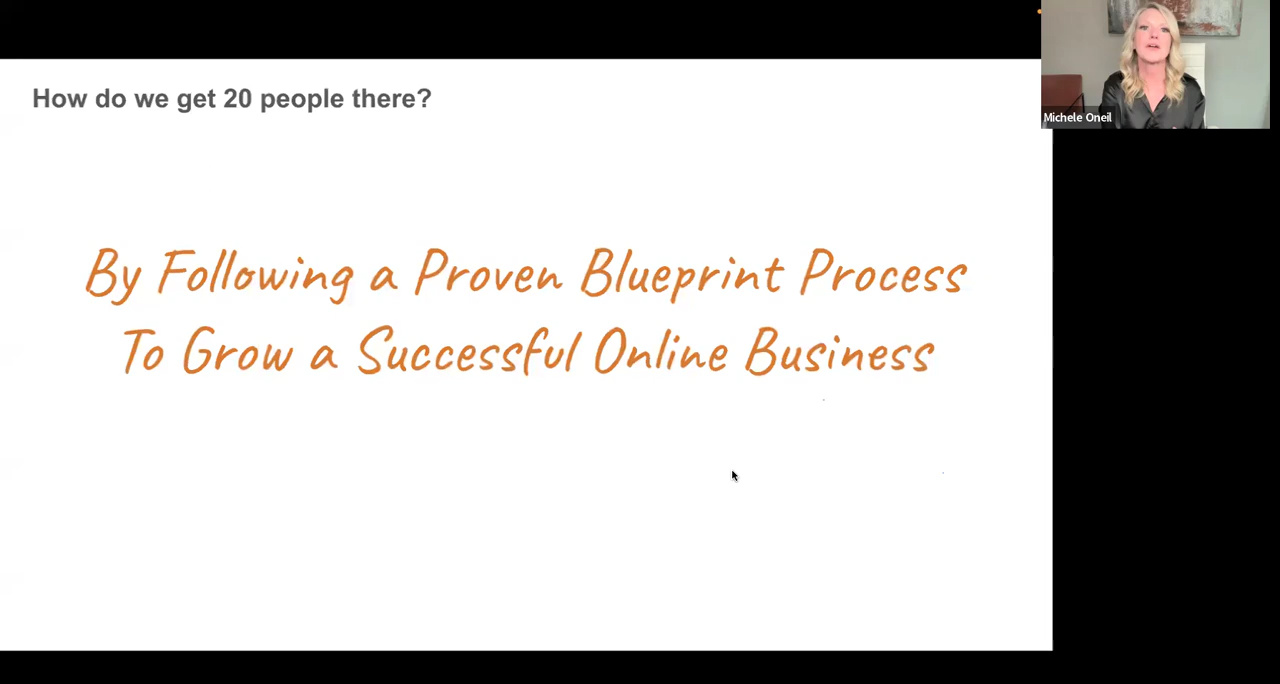 How do we get 20 people there?
By Following a Proven Blueprint Process
To Grow a Successful Online Business
Michele Oneil